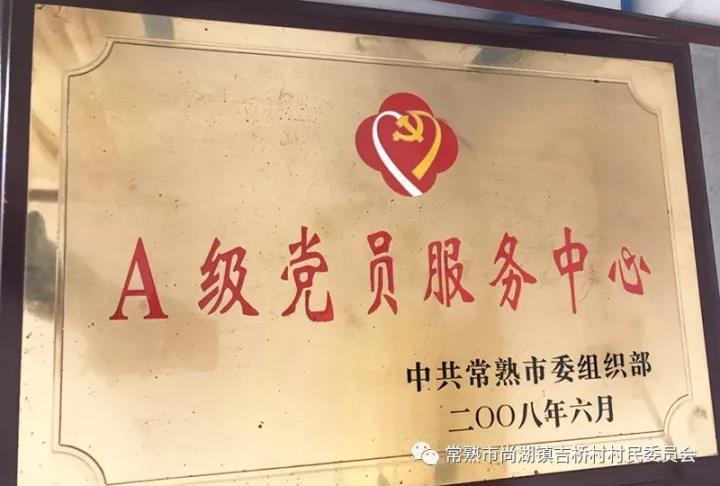 A级党员服务中心
中共常熟市委组织部
二〇〇八年六月
常熟市尚湖镇吉桥村村民委员会